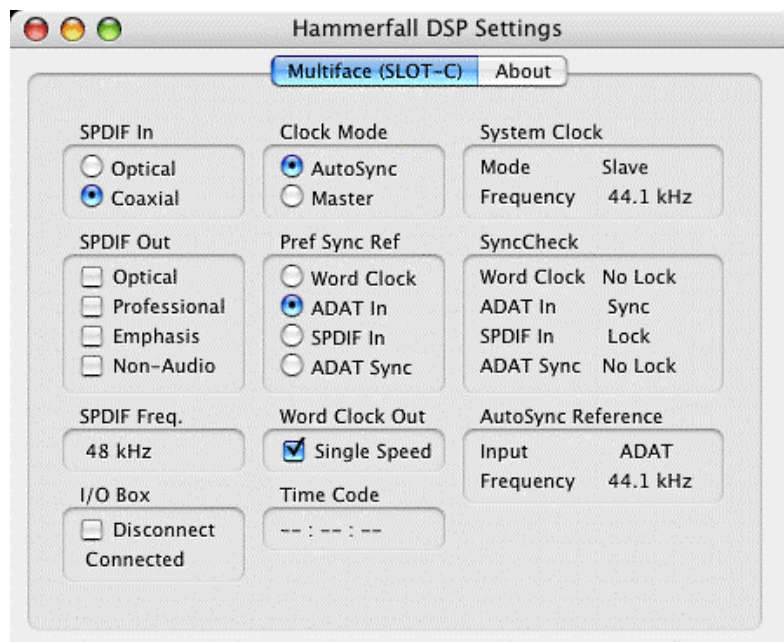 Hammerfall DSP Settings
Multiface (SLOT-C) About
SPDIF In
Optical
Coaxial
Clock Mode
AutoSync
Master
System Clock
Mode Slave
Frequency 44.1 kHz
SPDIF Out
Optical
Professional
Emphasis
Non-Audio
Pref Sync Ref
Word Clock
ADAT In
SPDIF In
ADAT Sync
SyncCheck
Word Clock No Lock
ADAT In Sync
SPDIF In Lock
ADAT Sync No Lock
SPDIF Freq.
48 kHz
Word Clock Out
Single Speed
AutoSync Reference
Input ADAT
Frequency 44.1 kHz
I/O Box
Disconnect
Connected
Time Code
-- : -- : --